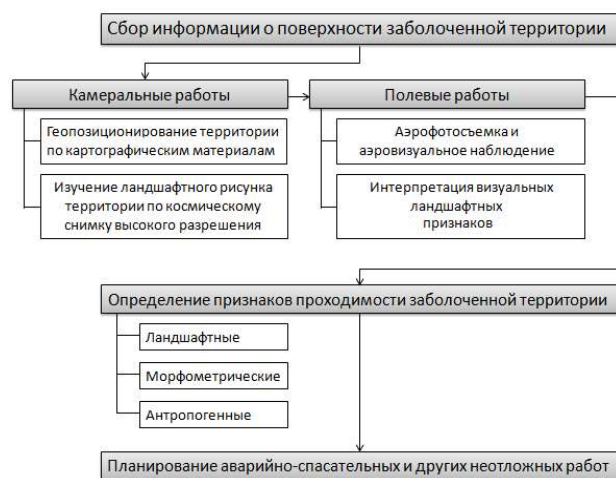 Сбор информации о поверхности заболоченной территории
Камеральные работы
Геопозиционирование территории
по картографическим материалам
Изучение ландшафтного рисунка
территории по космическому
снимку высокого разрешения
Полевые работы
Аэрофотосъемка и
аэровизуальное наблюдение
Интерпретация визуальных
ландшафтных
признаков
Определение признаков проходимости заболоченной территории
Ландшафтные
Морфометрические
Антропогенные
Планирование аварийно-спасательных и других неотложных работ